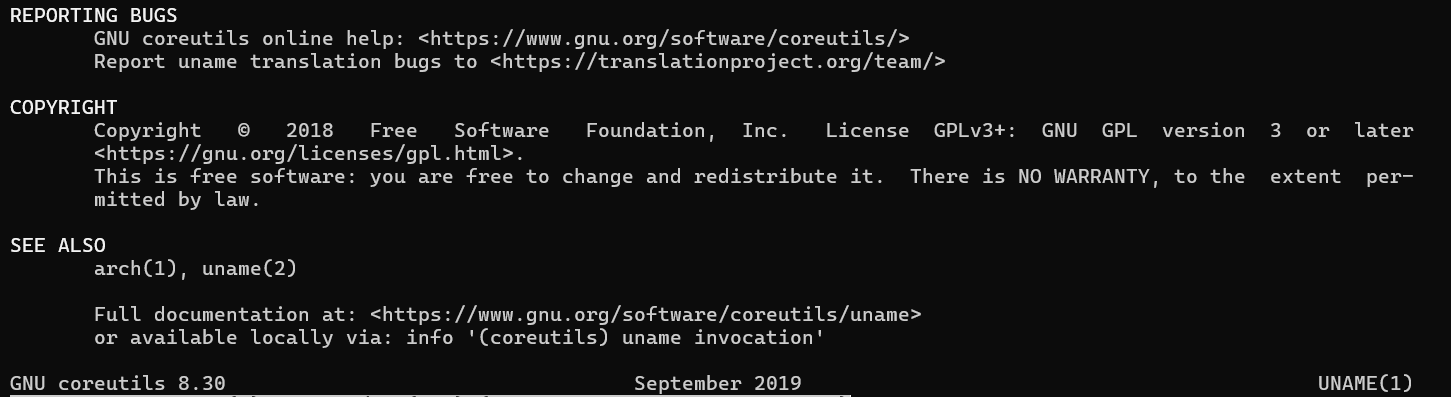 REPORTING BUGS
GNU coreutils online help: <https://www.gnu.org/software/coreutils/>
Report uname translation bugs to <https://translationproject.org/team/>
COPYRIGHT
Copyright © 2018 Free Software Foundation, Inc. License GPLv3+: GNU GPL version 3 or later
<https://gnu.org/licenses/gpl.html>.
This is free software: you are free to change and redistribute it. There is NO WARRANTY, to the extent per-
mitted by law.
SEE ALSO
arch(1), uname(2)
Full documentation at: <https://www.gnu.org/software/coreutils/uname>
or available locally via: info '(coreutils) uname invocation'
GNU coreutils 8.30 September 2019 UNAME(1)